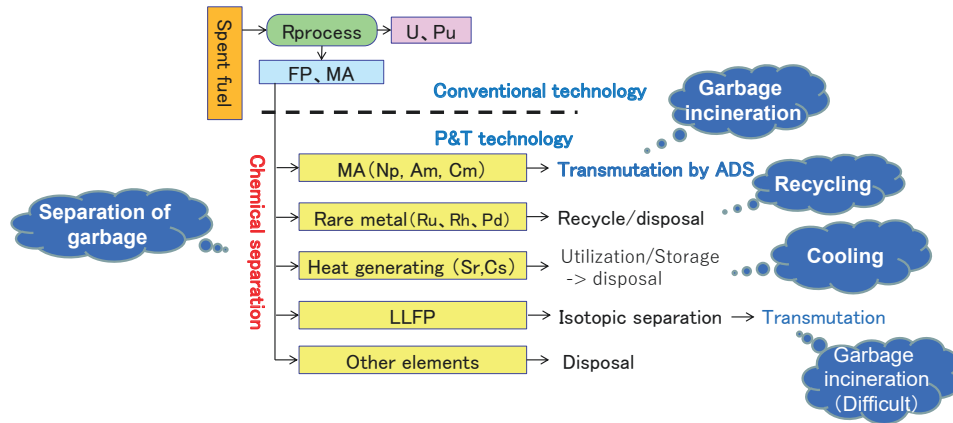 Spent fuel
Rprocess
U、Pu
FP、MA
Conventional technology
P&T technology
Garbage
incineration
Separation of
garbage
Chemical separation
MA(Np, Am, Cm)
Transmutation by ADS
Recycling
Rare metal(Ru、Rh、Pd)
Recycle/disposal
Heat generating (Sr,Cs)
Utilization/Storage
-> disposal
Cooling
LLFP
Isotopic separation
Transmutation
Other elements
Disposal
Garbage
incineration
(Difficult)